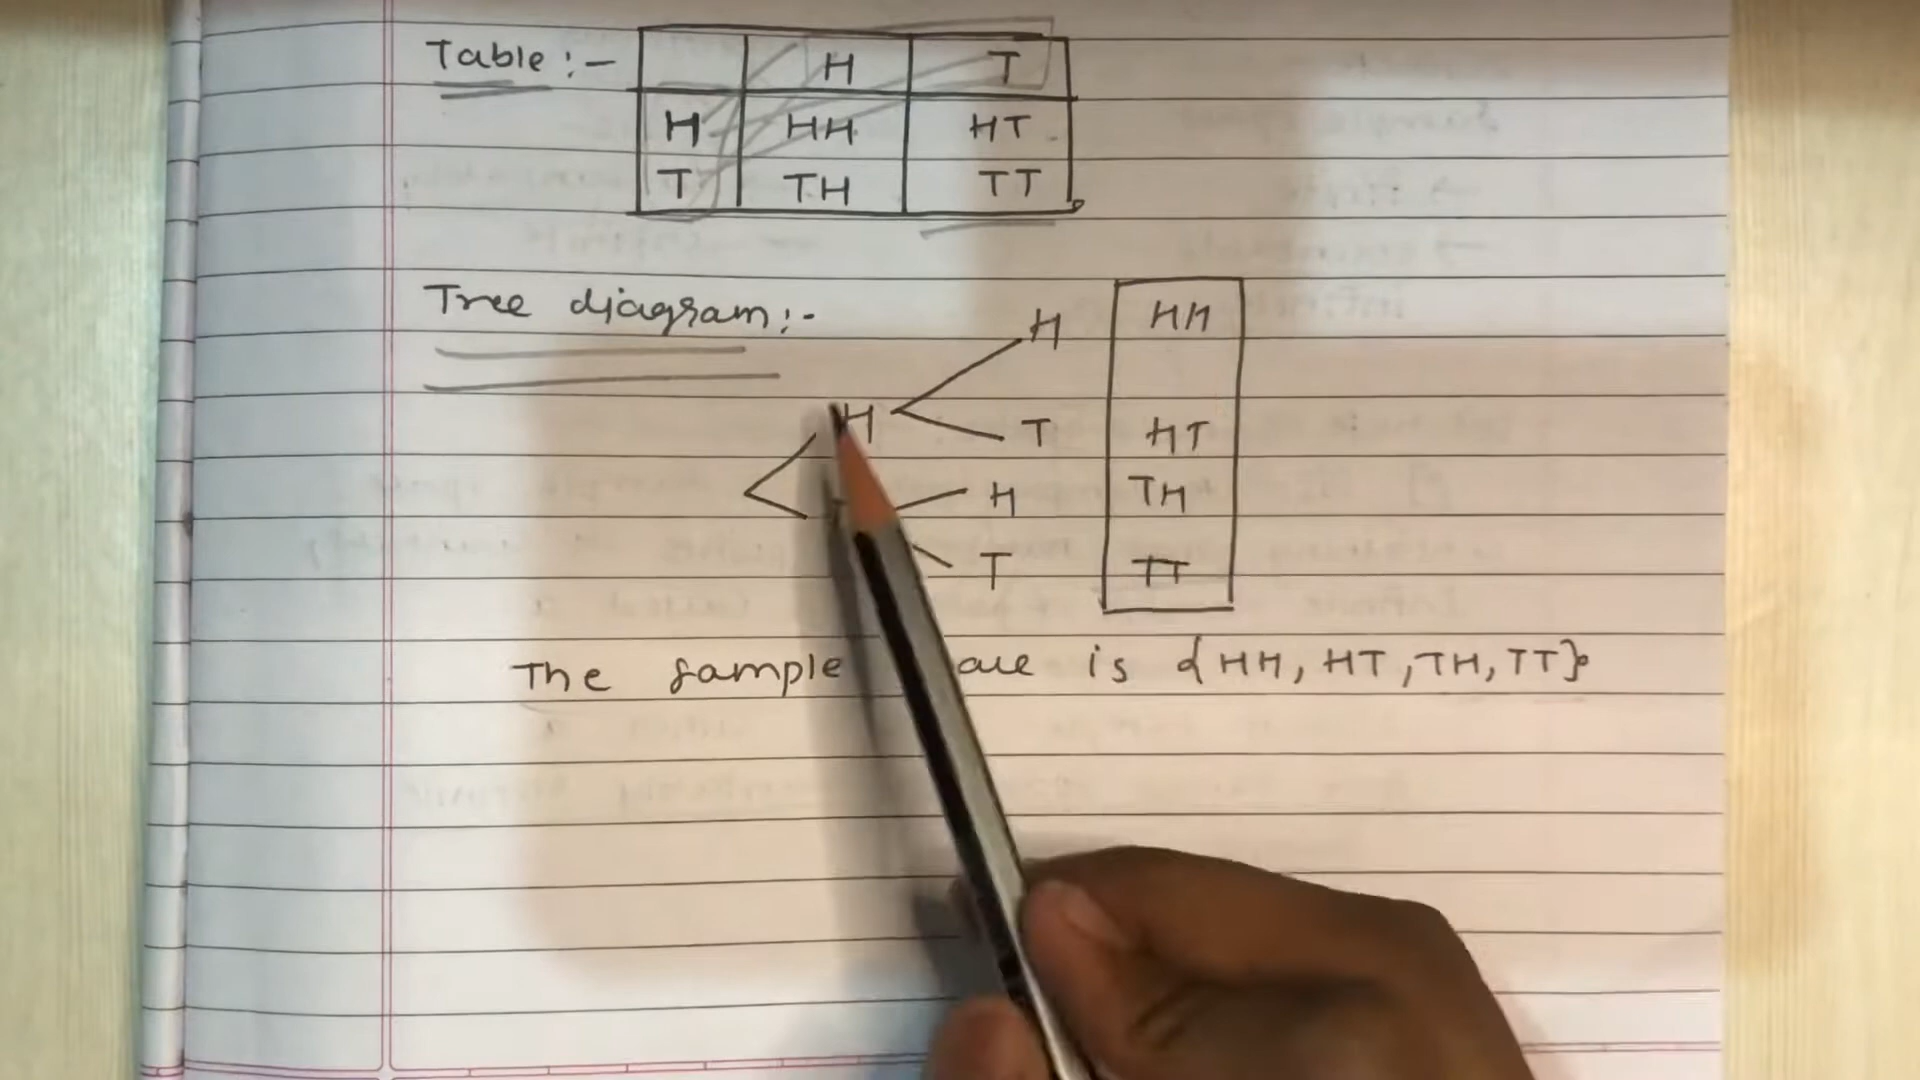 Table :-
H T
H HH HT
T TH TT
Tree diagram :-
H HH
H T HT
H TH
T TT
The sample is {HH, HT, TH, TT}